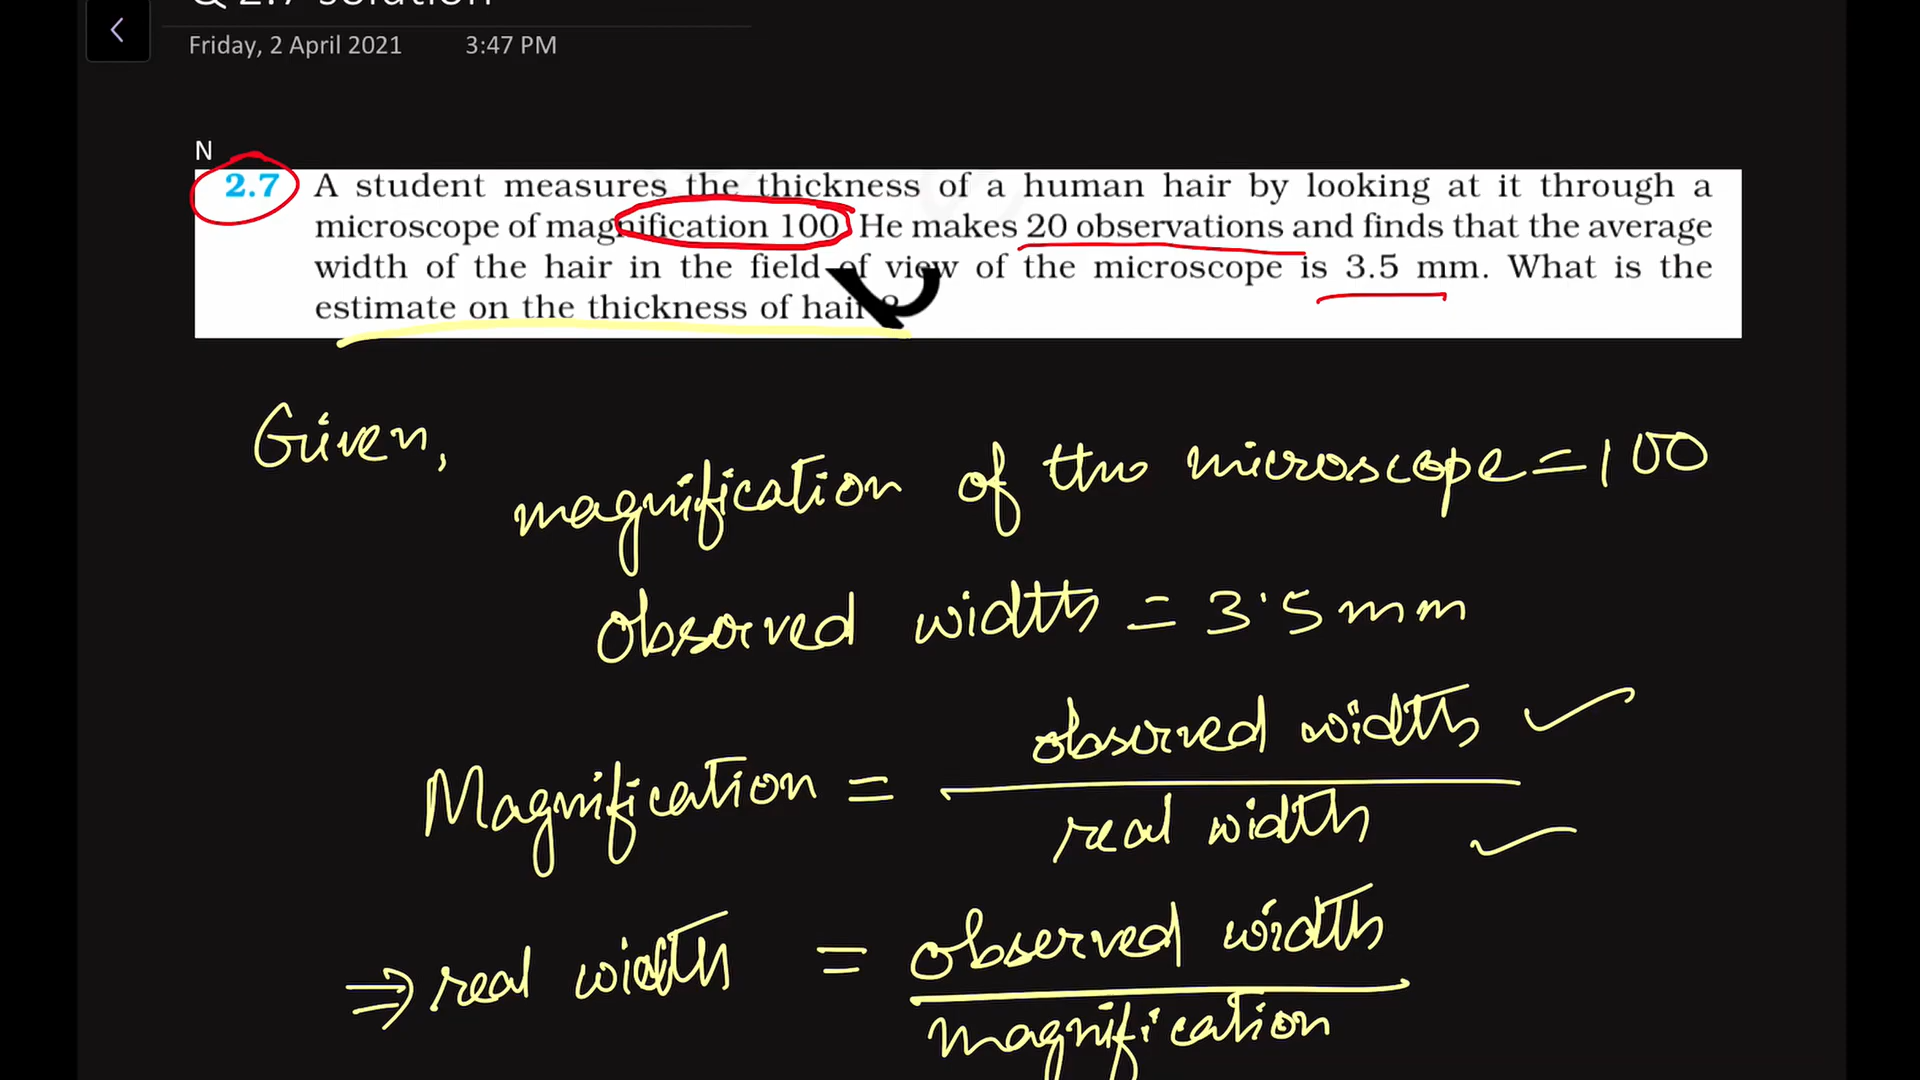 Q 2.7 solution
Friday, 2 April 2021 3:47 PM
N
2.7 A student measures the thickness of a human hair by looking at it through a
microscope of magnification 100. He makes 20 observations and finds that the average
width of the hair in the field of view of the microscope is 3.5 mm. What is the
estimate on the thickness of hair ?
Given,
magnification of the microscope = 100
observed width = 3.5 mm
Magnification = observed width
real width
⇒ real width = observed width
magnification